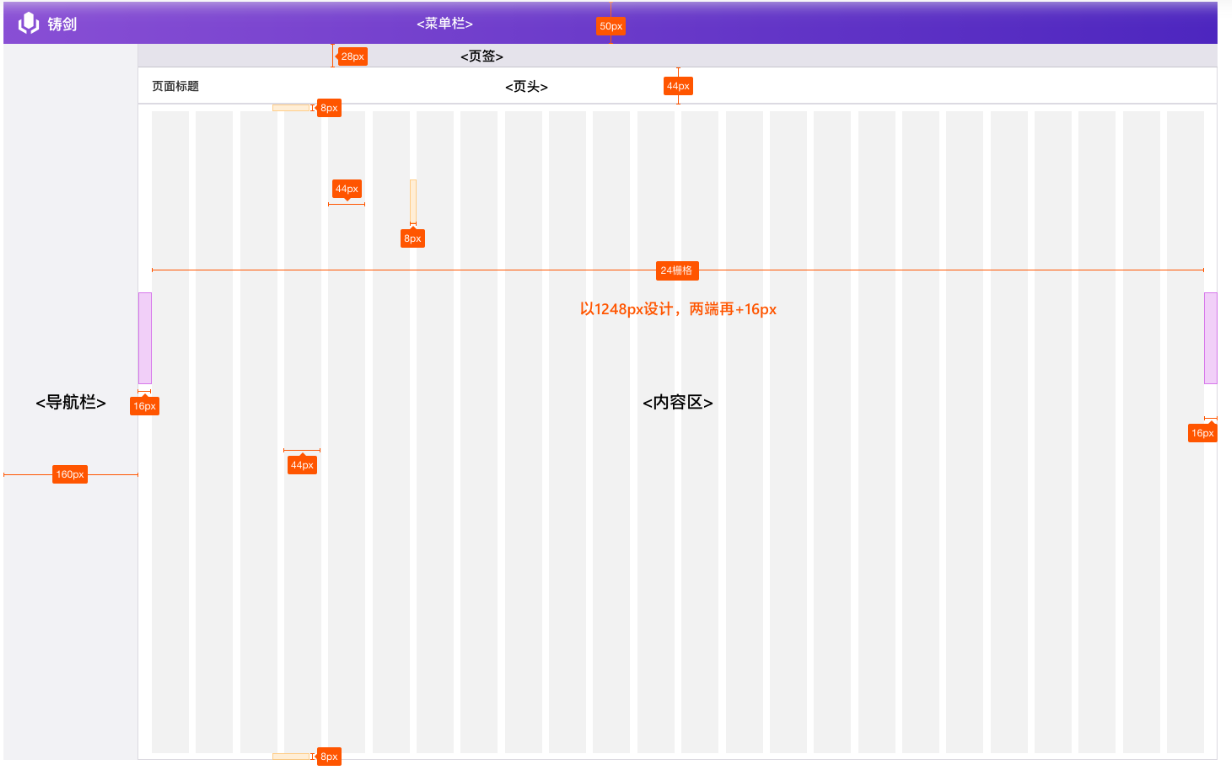 铸剑
<菜单栏>
50px
28px
<页签>
页面标题
<页头>
44px
8px
44px
8px
24栅格
以1248px设计，两端再+16px
<导航栏>
16px
<内容区>
16px
44px
160px
8px